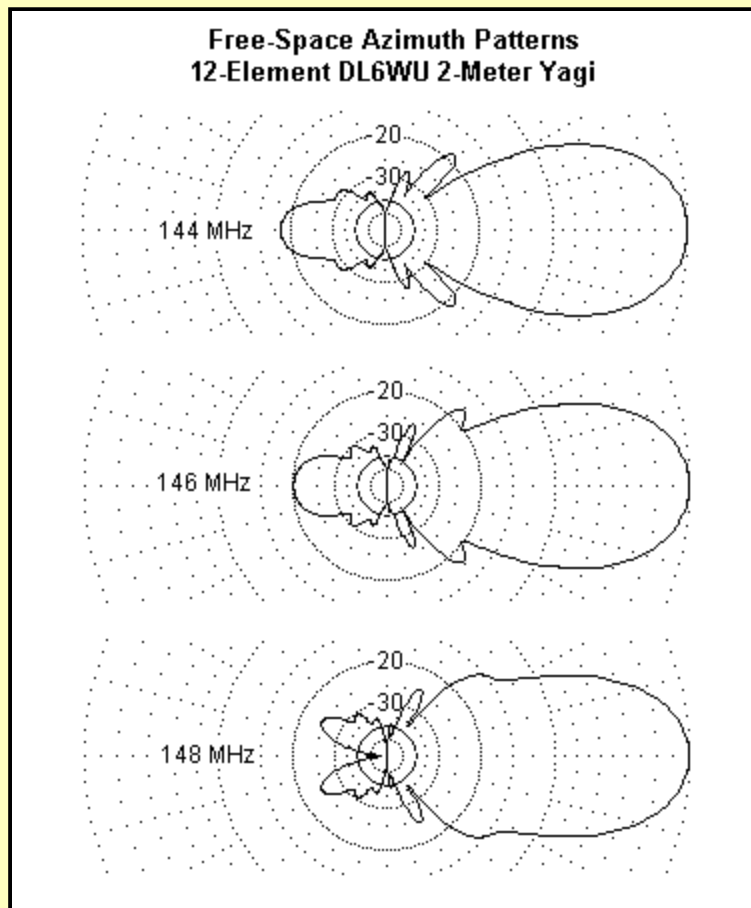 Free-Space Azimuth Patterns
12-Element DL6WU 2-Meter Yagi
-20
-30
144 MHz
-20
-30
146 MHz
-20
-30
148 MHz